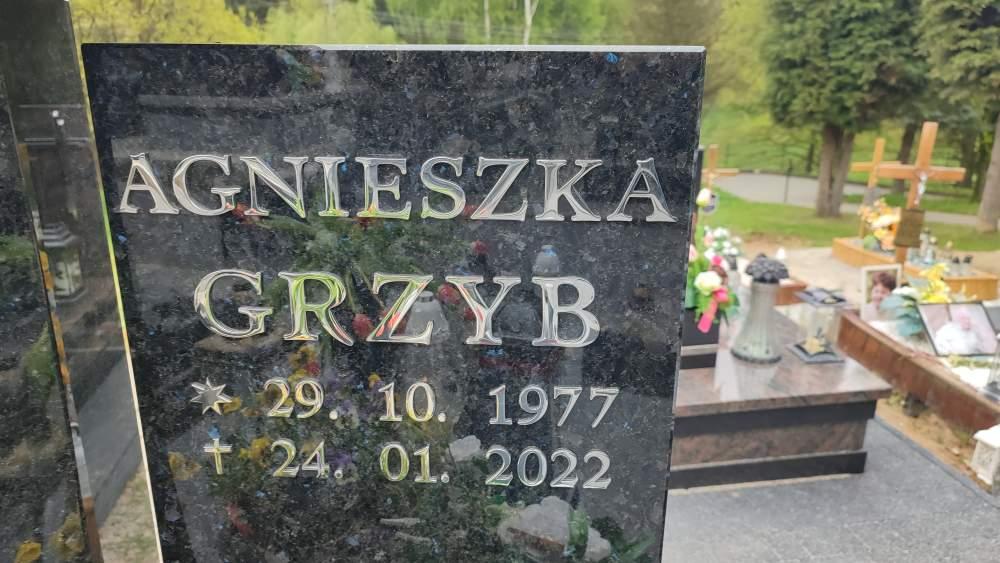 AGNIESZKA
GRZYB
* 29. 10. 1977
† 24. 01. 2022